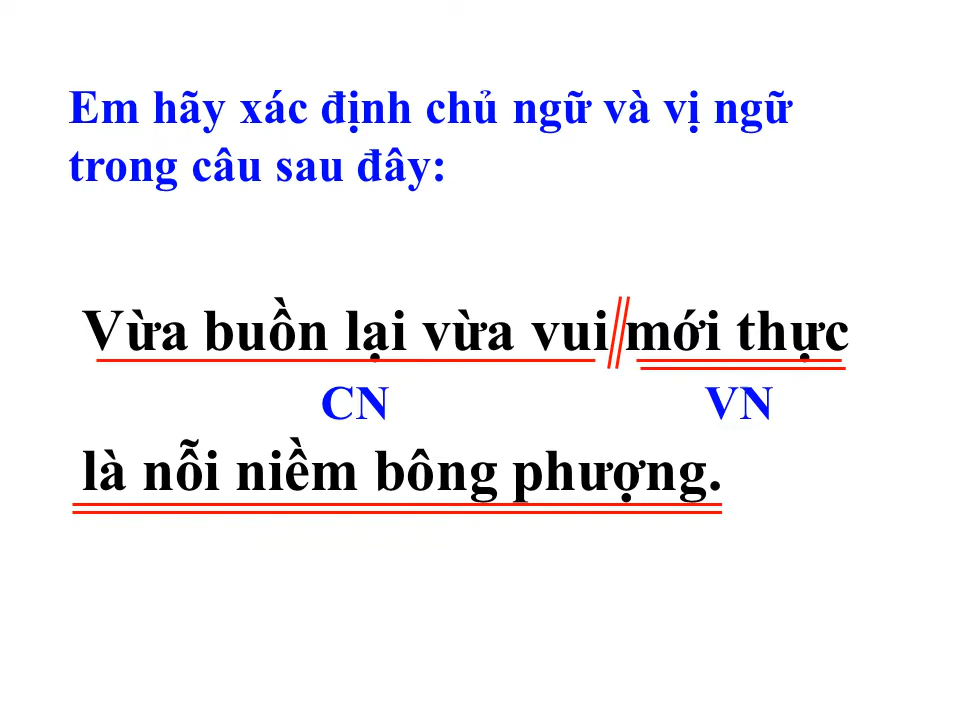 Em hãy xác định chủ ngữ và vị ngữ
trong câu sau đây:
Vừa buồn lại vừa vui mới thực
CN VN
là nỗi niềm bông phượng.